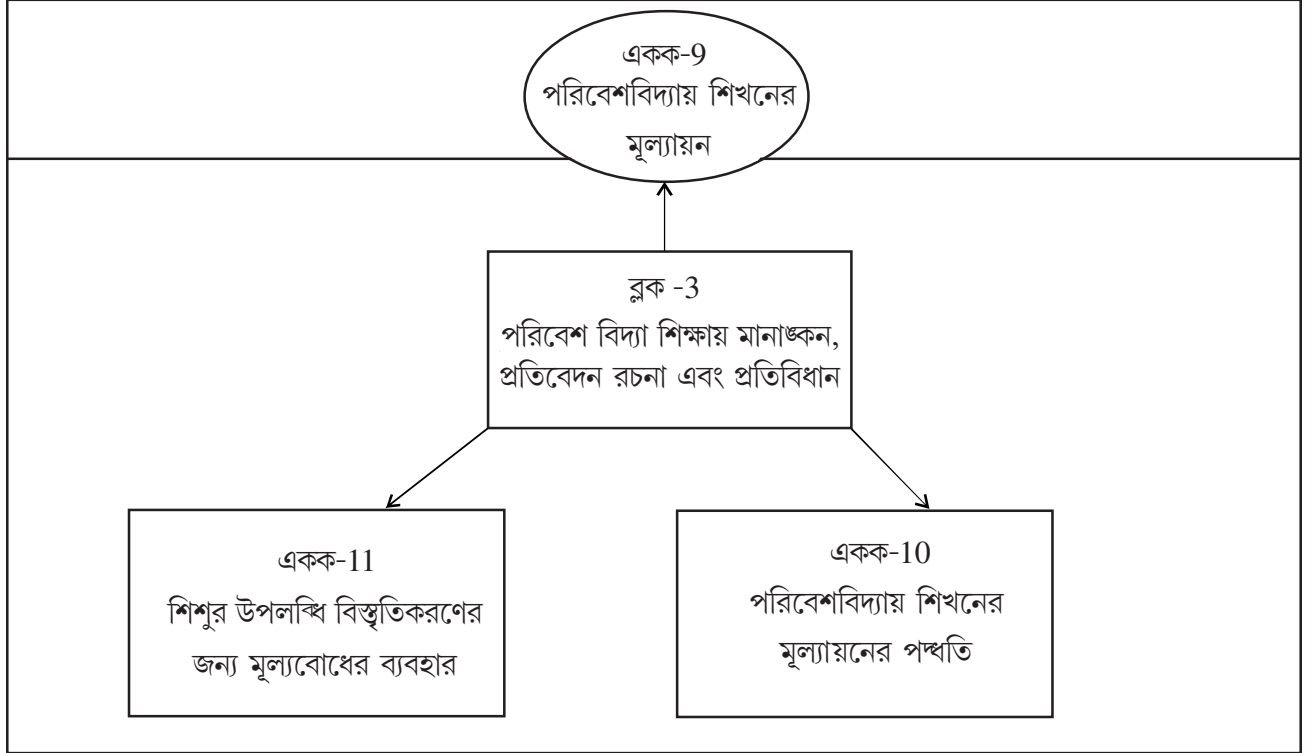 একক-9
পরিবেশবিদ্যায় শিখনের
মূল্যায়ন
ব্লক -3
পরিবেশ বিদ্যা শিক্ষায় মানাঙ্কন,
প্রতিবেদন রচনা এবং প্রতিবিধান
একক-11
শিশুর উপলব্ধি বিস্তৃতিকরণের
জন্য মূল্যবোধের ব্যবহার
একক-10
পরিবেশবিদ্যায় শিখনের
মূল্যায়নের পদ্ধতি